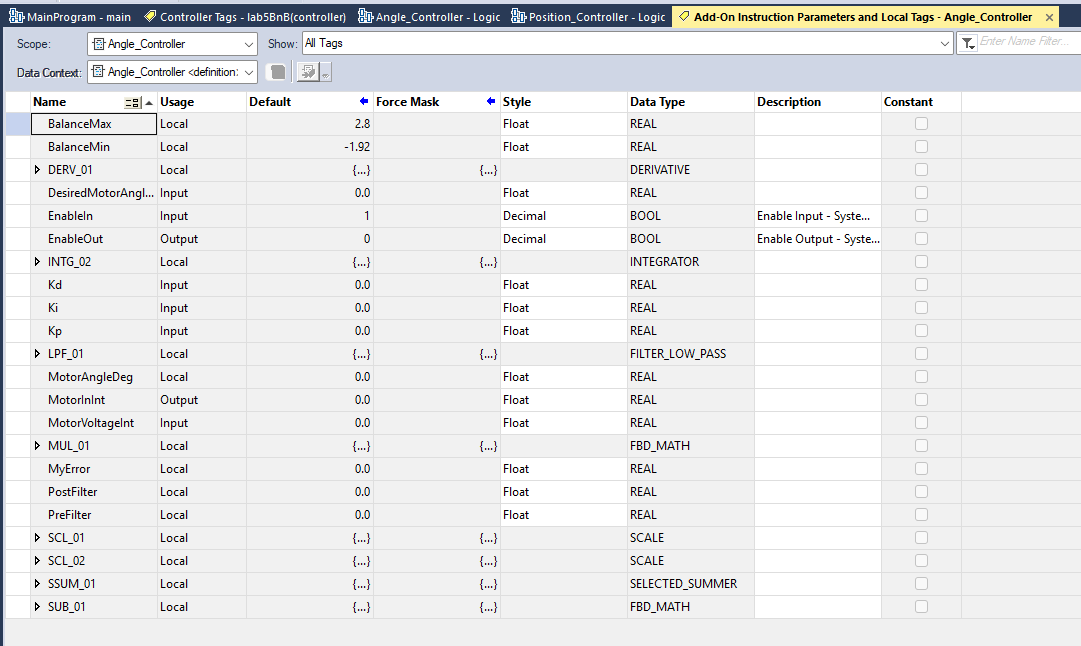 MainProgram - main Controller Tags - lab5BnB(controller) Angle_Controller - Logic Position_Controller - Logic Add-On Instruction Parameters and Local Tags - Angle_Controller ×
Scope: Angle_Controller Show: All Tags Enter Name Filter...
Data Context: Angle_Controller <definition:
Name Usage Default Force Mask Style Data Type Description Constant
BalanceMax Local 2.8 Float REAL
BalanceMin Local -1.92 Float REAL
DERV_01 Local {...} {...} DERIVATIVE
DesiredMotorAngl... Input 0.0 Float REAL
EnableIn Input 1 Decimal BOOL Enable Input - Syste...
EnableOut Output 0 Decimal BOOL Enable Output - Syste...
INTG_02 Local {...} {...} INTEGRATOR
Kd Input 0.0 Float REAL
Ki Input 0.0 Float REAL
Kp Input 0.0 Float REAL
LPF_01 Local {...} {...} FILTER_LOW_PASS
MotorAngleDeg Local 0.0 Float REAL
MotorInInt Output 0.0 Float REAL
MotorVoltageInt Input 0.0 Float REAL
MUL_01 Local {...} {...} FBD_MATH
MyError Local 0.0 Float REAL
PostFilter Local 0.0 Float REAL
PreFilter Local 0.0 Float REAL
SCL_01 Local {...} {...} SCALE
SCL_02 Local {...} {...} SCALE
SSUM_01 Local {...} {...} SELECTED_SUMMER
SUB_01 Local {...} {...} FBD_MATH